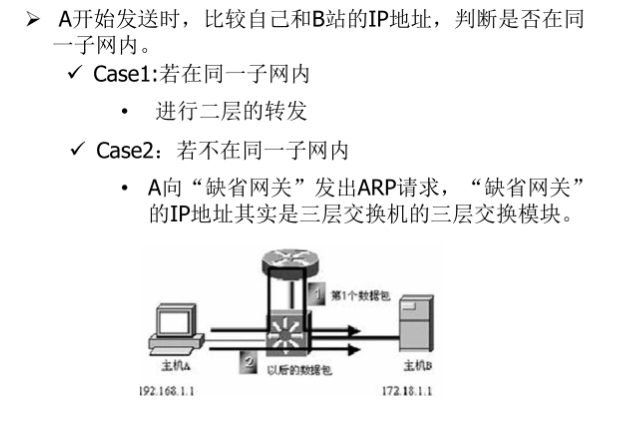 ➢ A开始发送时，比较自己和B站的IP地址，判断是否在同
一子网内。
✓ Case1:若在同一子网内
• 进行二层的转发
✓ Case2：若不在同一子网内
• A向“缺省网关”发出ARP请求，“缺省网关”
的IP地址其实是三层交换机的三层交换模块。
1 第1个数据包
主机A
2 以后的数据包
主机B
192.168.1.1
172.18.1.1